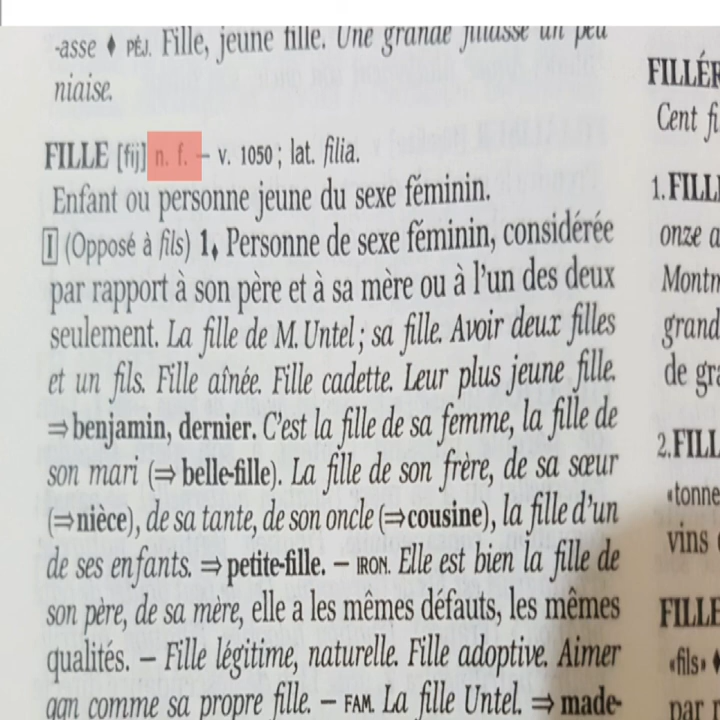 -asse ♦ PÉJ. Fille, jeune fille. Une grande fillasse un peu
niaise.
FILLE [fij] n. f. – v. 1050 ; lat. filia.
Enfant ou personne jeune du sexe féminin.
I (Opposé à fils) 1♦ Personne de sexe féminin, considérée
par rapport à son père et à sa mère ou à l'un des deux
seulement. La fille de M. Untel ; sa fille. Avoir deux filles
et un fils. Fille aînée. Fille cadette. Leur plus jeune fille.
⇒ benjamin, dernier. C'est la fille de sa femme, la fille de
son mari (⇒ belle-fille). La fille de son frère, de sa sœur
(⇒ nièce), de sa tante, de son oncle (⇒ cousine), la fille d'un
de ses enfants. ⇒ petite-fille. – IRON. Elle est bien la fille de
son père, de sa mère, elle a les mêmes défauts, les mêmes
qualités. – Fille légitime, naturelle. Fille adoptive. Aimer
qqn comme sa propre fille. – FAM. La fille Untel. ⇒ made-
FILLÉR
Cent fi
1. FILL
onze a
Montm
grand
de gra
2. FILL
«tonne
vins
FILLE
«fils» ♦
par r